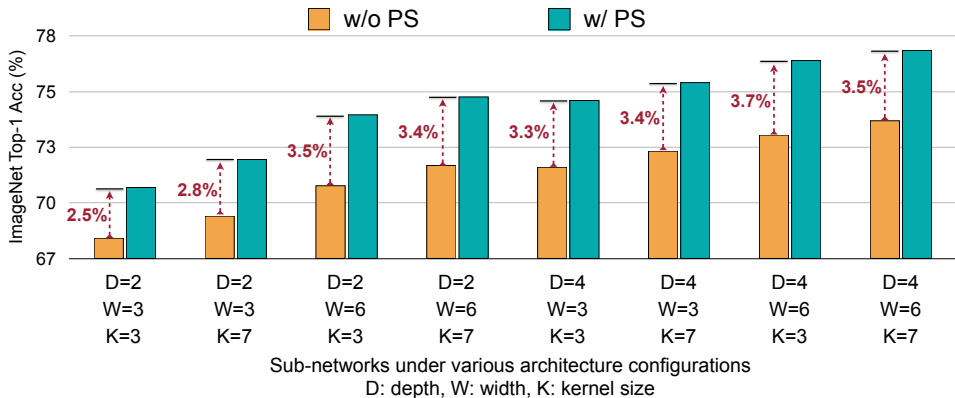 w/o PS w/ PS
ImageNet Top-1 Acc (%)
78
75
73
70
67
2.5% 2.8% 3.5% 3.4% 3.3% 3.4% 3.7% 3.5%
D=2 D=2 D=2 D=2 D=4 D=4 D=4 D=4
W=3 W=3 W=6 W=6 W=3 W=3 W=6 W=6
K=3 K=7 K=3 K=7 K=3 K=7 K=3 K=7
Sub-networks under various architecture configurations
D: depth, W: width, K: kernel size